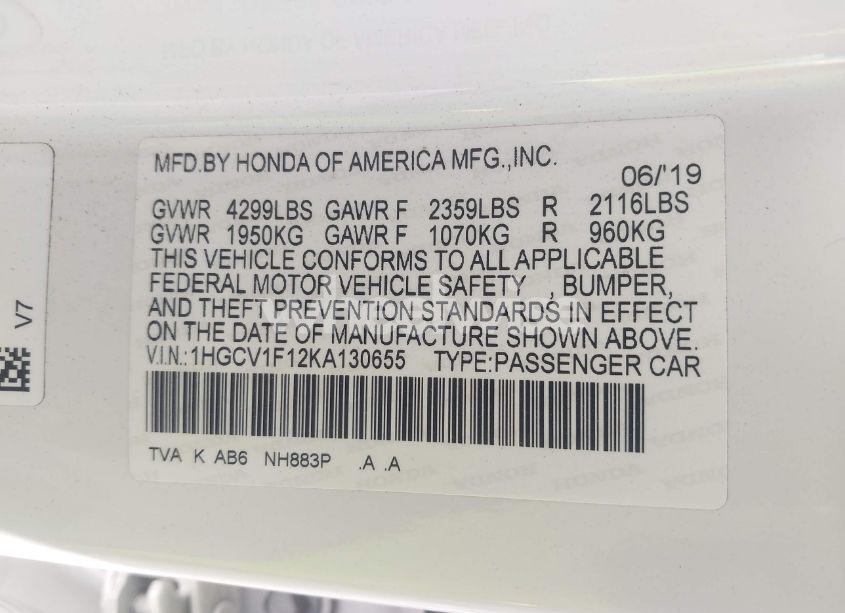 MFD.BY HONDA OF AMERICA MFG.,INC.
06/'19
GVWR 4299LBS GAWR F 2359LBS R 2116LBS
GVWR 1950KG GAWR F 1070KG R 960KG
THIS VEHICLE CONFORMS TO ALL APPLICABLE
FEDERAL MOTOR VEHICLE SAFETY , BUMPER,
AND THEFT PREVENTION STANDARDS IN EFFECT
ON THE DATE OF MANUFACTURE SHOWN ABOVE.
V.I.N.:1HGCV1F12KA130655 TYPE:PASSENGER CAR
TVA K AB6 NH883P .A .A
V7